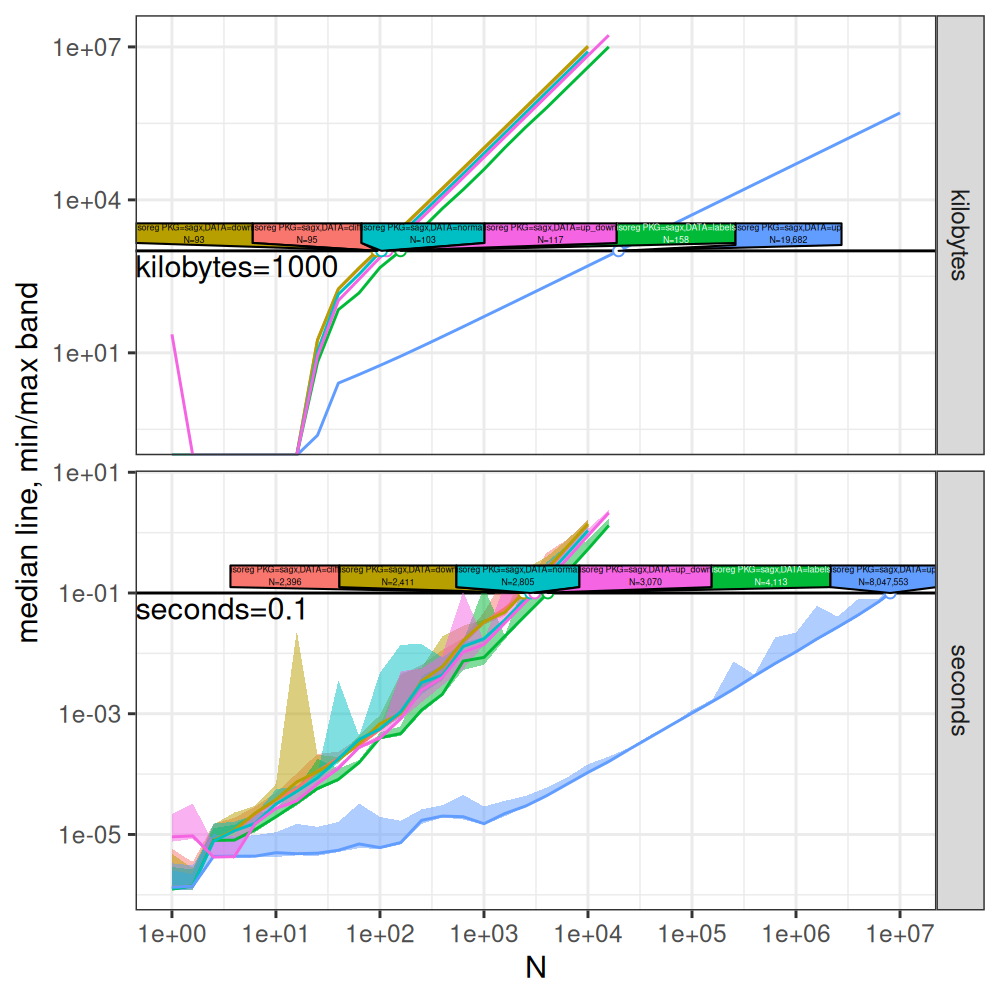 1e+07
1e+04
1e+01
soreg PKG=sagx,DATA=down
N=93
soreg PKG=sagx,DATA=dif
N=95
soreg PKG=sagx,DATA=norma
N=103
soreg PKG=sagx,DATA=up_down
N=117
soreg PKG=sagx,DATA=labels
N=158
soreg PKG=sagx,DATA=up
N=19,682
kilobytes=1000
kilobytes
median line, min/max band
1e+01
1e-01
1e-03
1e-05
soreg PKG=sagx,DATA=dif
N=2,396
soreg PKG=sagx,DATA=down
N=2,411
soreg PKG=sagx,DATA=norma
N=2,805
soreg PKG=sagx,DATA=up_down
N=3,070
soreg PKG=sagx,DATA=labels
N=4,113
soreg PKG=sagx,DATA=up
N=8,047,553
seconds=0.1
seconds
1e+00 1e+01 1e+02 1e+03 1e+04 1e+05 1e+06 1e+07
N